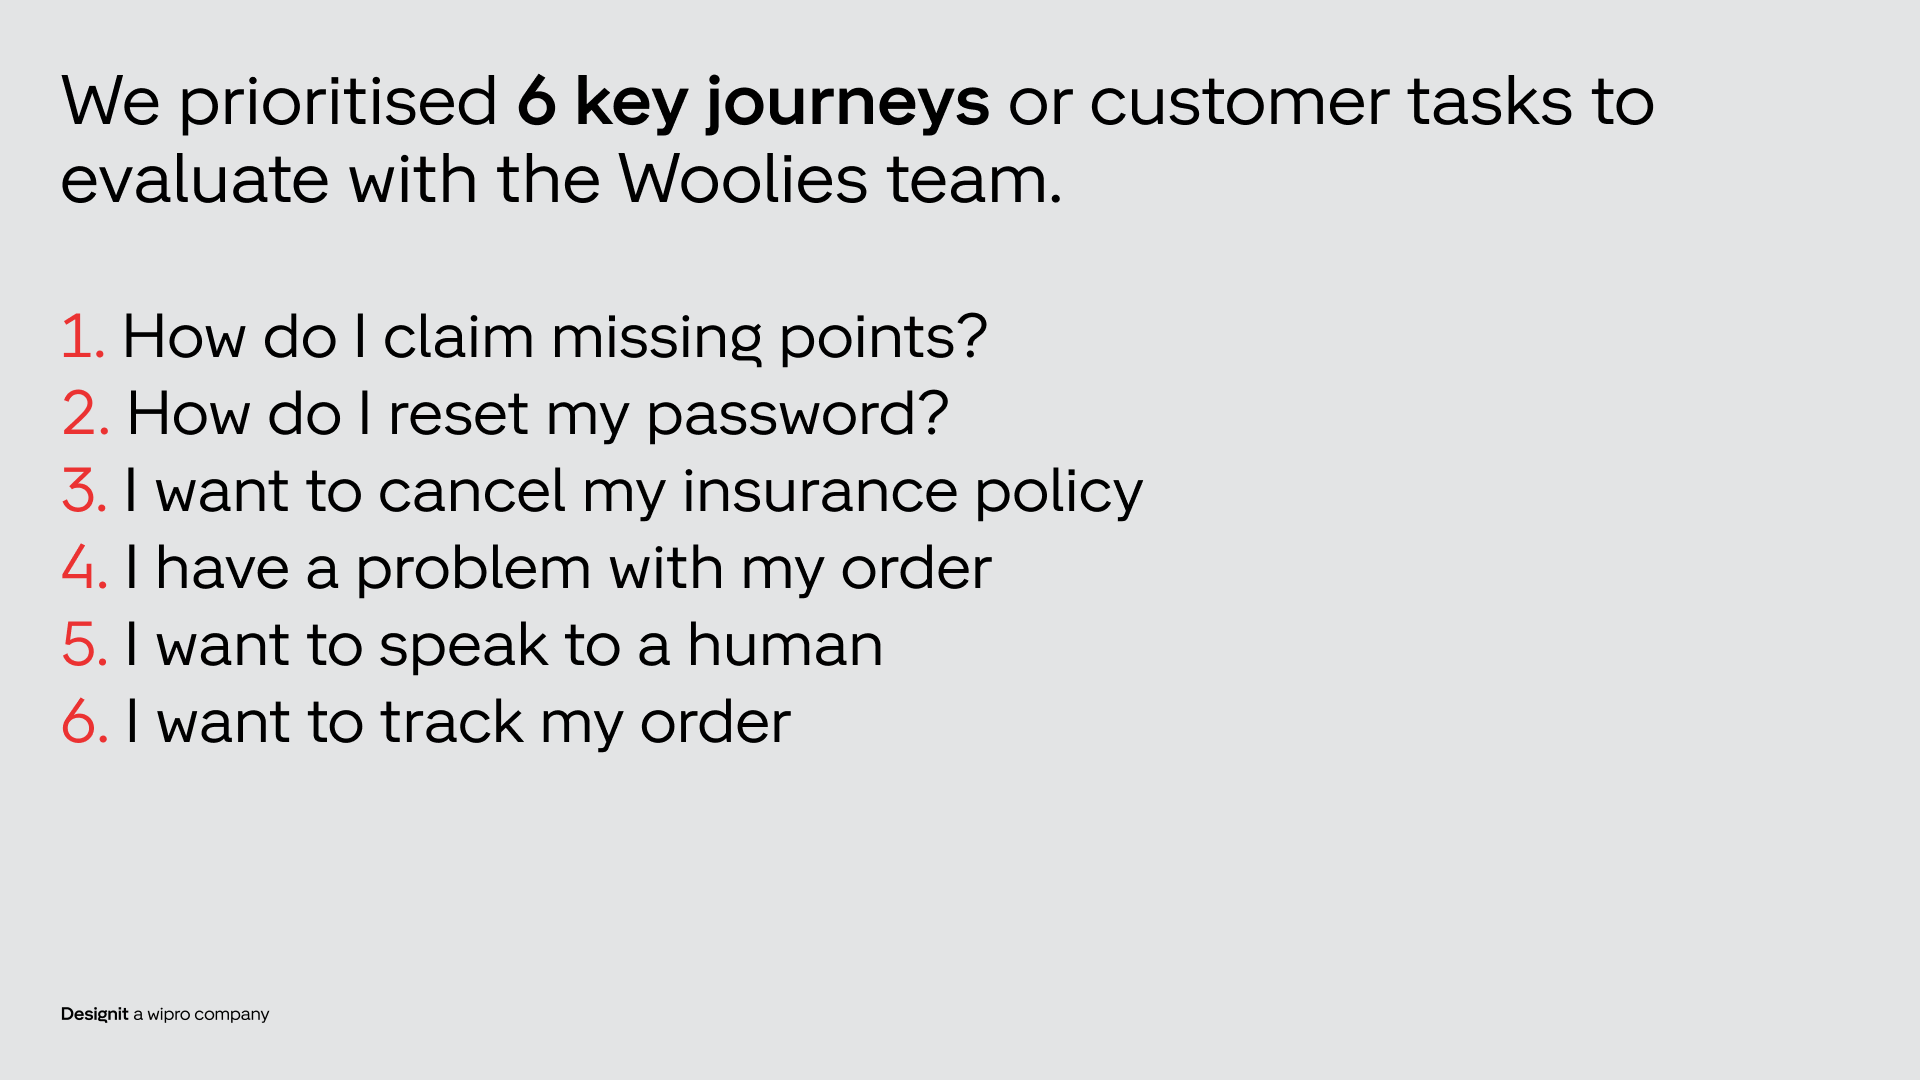 We prioritised 6 key journeys or customer tasks to
evaluate with the Woolies team.
1. How do I claim missing points?
2. How do I reset my password?
3. I want to cancel my insurance policy
4. I have a problem with my order
5. I want to speak to a human
6. I want to track my order
Designit a wipro company